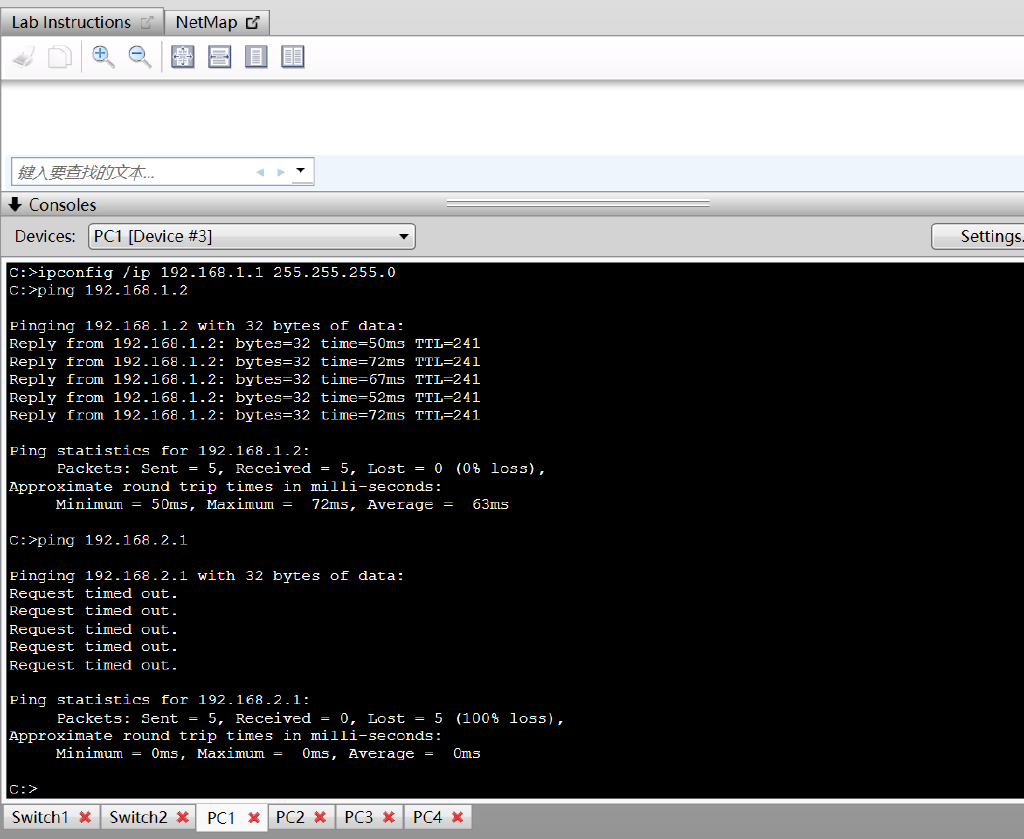 Lab Instructions NetMap
键入要查找的文本...
Consoles
Devices: PC1 [Device #3] Settings.
C:>ipconfig /ip 192.168.1.1 255.255.255.0
C:>ping 192.168.1.2
Pinging 192.168.1.2 with 32 bytes of data:
Reply from 192.168.1.2: bytes=32 time=50ms TTL=241
Reply from 192.168.1.2: bytes=32 time=72ms TTL=241
Reply from 192.168.1.2: bytes=32 time=67ms TTL=241
Reply from 192.168.1.2: bytes=32 time=52ms TTL=241
Reply from 192.168.1.2: bytes=32 time=72ms TTL=241
Ping statistics for 192.168.1.2:
Packets: Sent = 5, Received = 5, Lost = 0 (0% loss),
Approximate round trip times in milli-seconds:
Minimum = 50ms, Maximum =  72ms, Average =  63ms
C:>ping 192.168.2.1
Pinging 192.168.2.1 with 32 bytes of data:
Request timed out.
Request timed out.
Request timed out.
Request timed out.
Request timed out.
Ping statistics for 192.168.2.1:
Packets: Sent = 5, Received = 0, Lost = 5 (100% loss),
Approximate round trip times in milli-seconds:
Minimum = 0ms, Maximum =  0ms, Average =  0ms
C:>
Switch1 Switch2 PC1 PC2 PC3 PC4